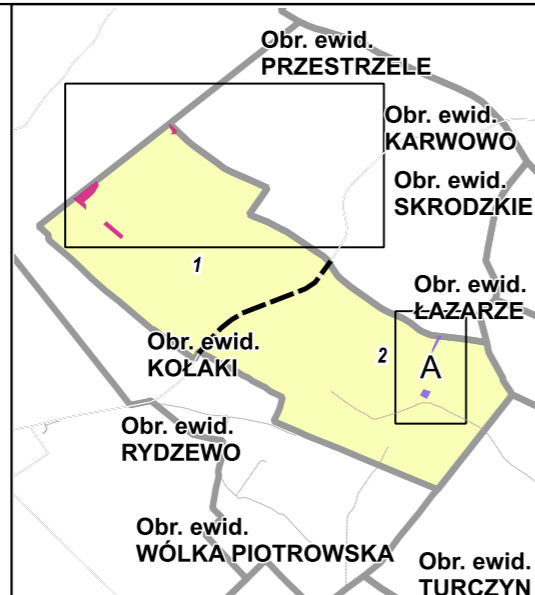 Obr. ewid.
PRZESTRZELE
Obr. ewid.
KARWOWO
Obr. ewid.
SKRODZKIE
1
Obr. ewid.
ŁAZARZE
Obr. ewid.
KOŁAKI
2
A
Obr. ewid.
RYDZEWO
Obr. ewid.
WÓLKA PIOTROWSKA
Obr. ewid.
TURCZYN